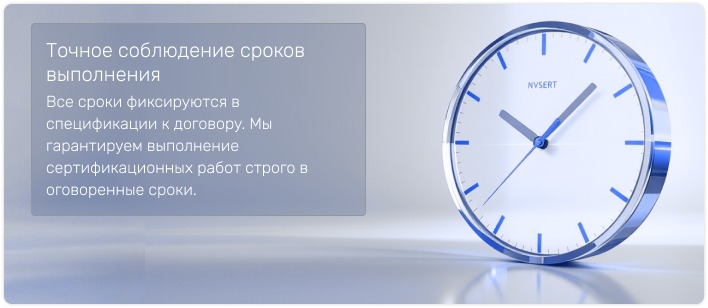 Точное соблюдение сроков
выполнения
Все сроки фиксируются в
спецификации к договору. Мы
гарантируем выполнение
сертификационных работ строго в
оговоренные сроки.
NVSERT